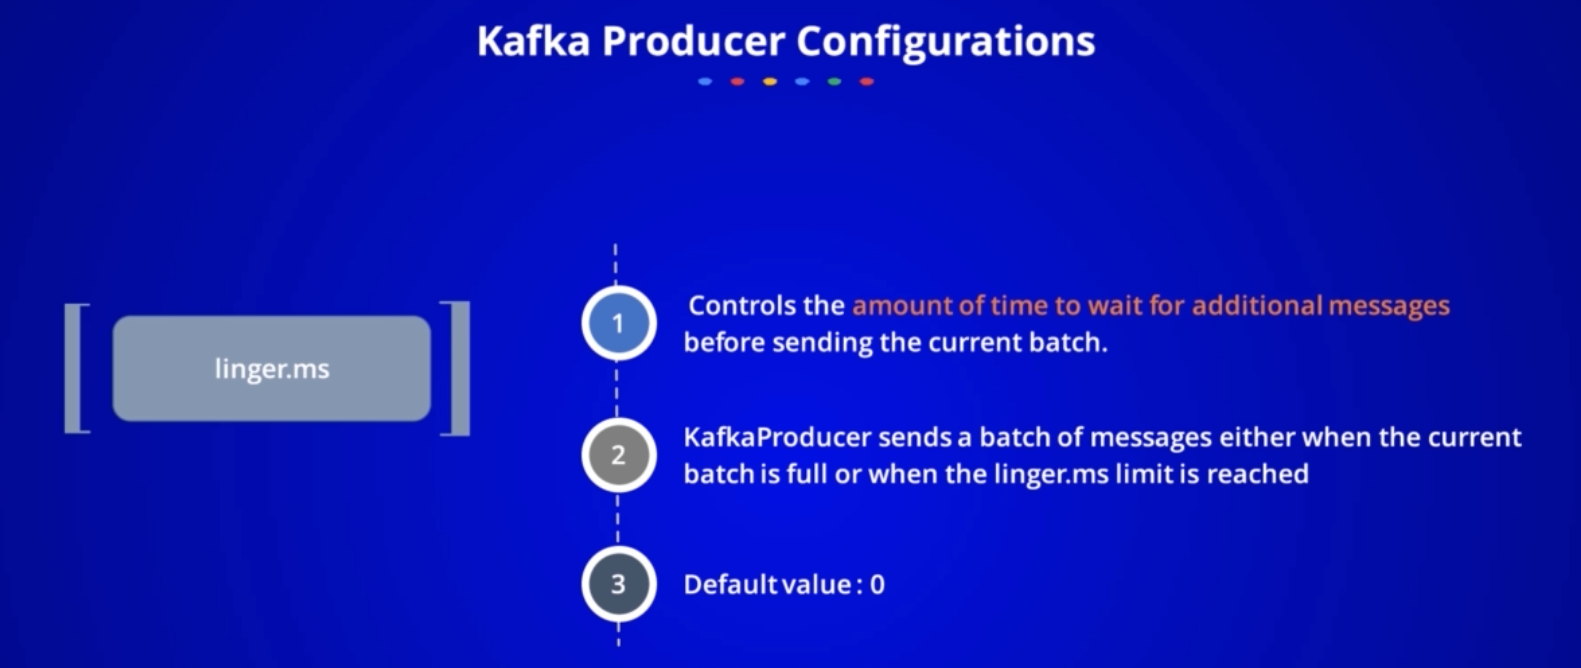 Kafka Producer Configurations
linger.ms
1
Controls the amount of time to wait for additional messages
before sending the current batch.
2
KafkaProducer sends a batch of messages either when the current
batch is full or when the linger.ms limit is reached
3
Default value : 0